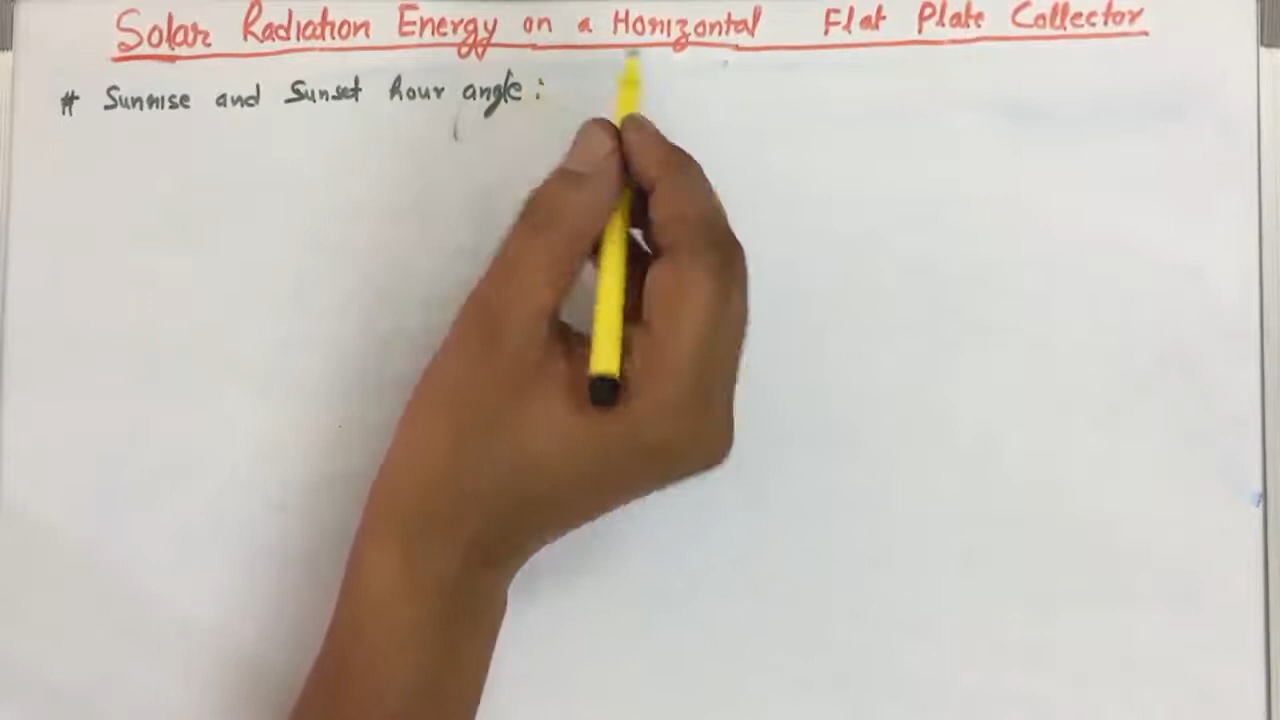 Solar Radiation Energy on a Horizontal Flat Plate Collector
# Sunrise and Sunset hour angle: